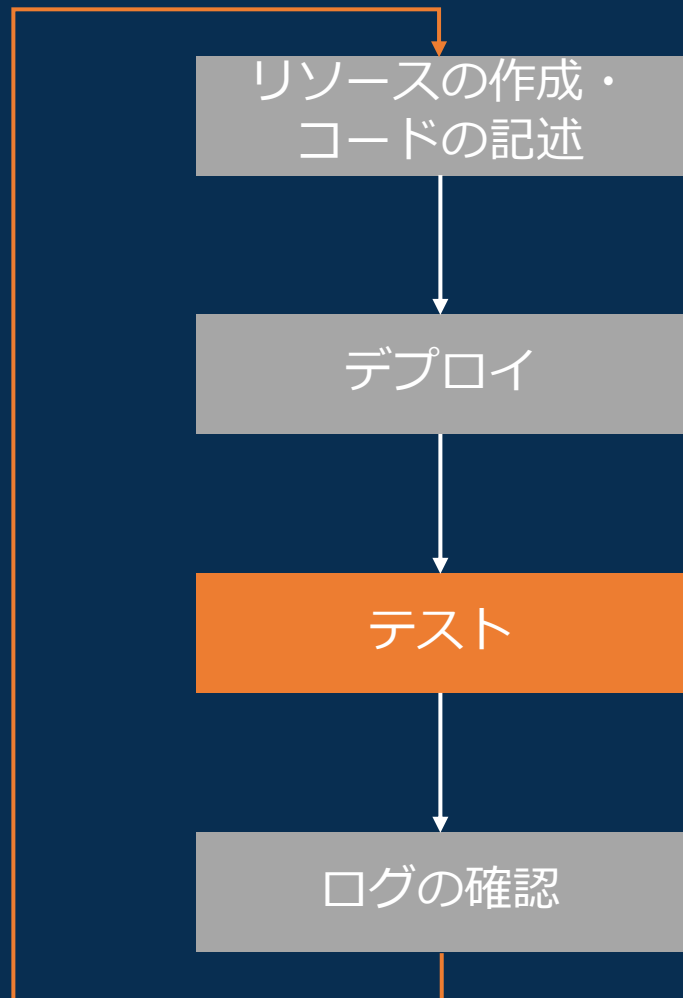 リソースの作成・
コードの記述
デプロイ
テスト
ログの確認